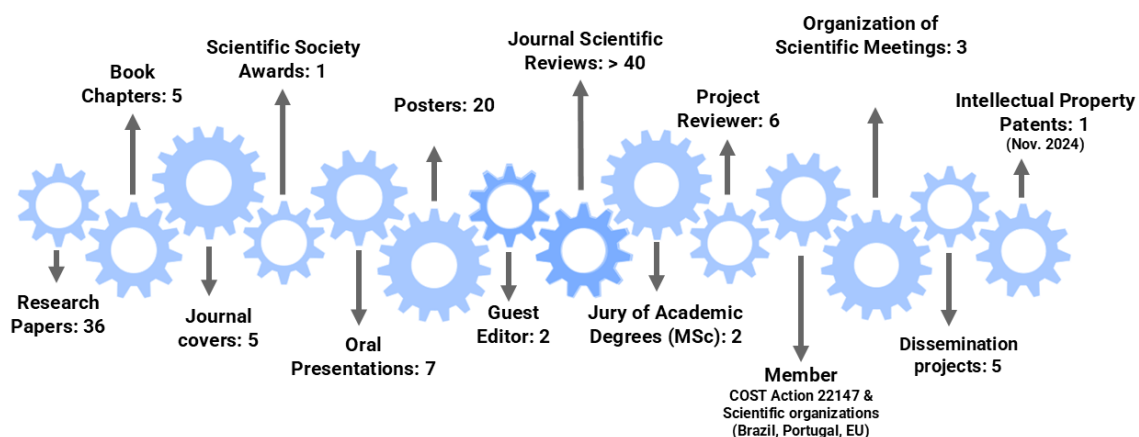 Research
Papers: 36
Book
Chapters: 5
Journal
covers: 5
Scientific Society
Awards: 1
Oral
Presentations: 7
Posters: 20
Guest
Editor: 2
Journal Scientific
Reviews: > 40
Jury of Academic
Degrees (MSc): 2
Project
Reviewer: 6
Member
COST Action 22147 &
Scientific organizations
(Brazil, Portugal, EU)
Organization of
Scientific Meetings: 3
Dissemination
projects: 5
Intellectual Property
Patents: 1
(Nov. 2024)